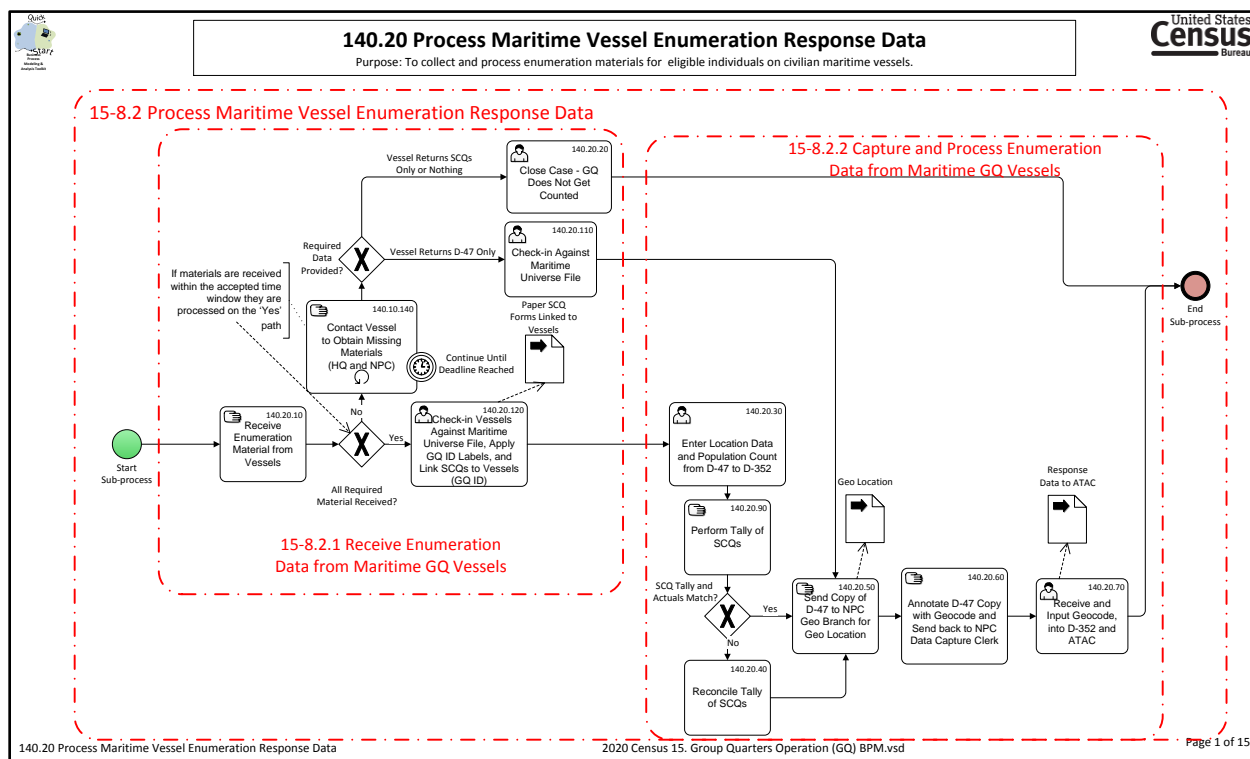 Quick
Start
Process
Modeling &
Analysis Toolkit
140.20 Process Maritime Vessel Enumeration Response Data
Purpose: To collect and process enumeration materials for eligible individuals on civilian maritime vessels.
United States
Census
Bureau
15-8.2 Process Maritime Vessel Enumeration Response Data
Vessel Returns SCQs
Only or Nothing
140.20.20
Close Case - GQ
Does Not Get
Counted
15-8.2.2 Capture and Process Enumeration
Data from Maritime GQ Vessels
Required
Data
Provided?
X
Vessel Returns D-47 Only
140.20.110
Check-in Against
Maritime
Universe File
If materials are received
within the accepted time
window they are
processed on the ‘Yes’
path
140.10.140
Contact Vessel
to Obtain Missing
Materials
(HQ and NPC)
Continue Until
Deadline Reached
Paper SCQ
Forms Linked to
Vessels
End
Sub-process
Start
Sub-process
140.20.10
Receive
Enumeration
Material from
Vessels
No
X
Yes
All Required
Material Received?
140.20.120
Check-in Vessels
Against Maritime
Universe File, Apply
GQ ID Labels, and
Link SCQs to Vessels
(GQ ID)
140.20.30
Enter Location Data
and Population Count
from D-47 to D-352
15-8.2.1 Receive Enumeration
Data from Maritime GQ Vessels
140.20.90
Perform Tally of
SCQs
Geo Location
Response
Data to ATAC
SCQ Tally and
Actuals Match?
X
Yes
No
140.20.50
Send Copy of
D-47 to NPC
Geo Branch for
Geo Location
140.20.60
Annotate D-47 Copy
with Geocode and
Send back to NPC
Data Capture Clerk
140.20.70
Receive and
Input Geocode,
into D-352 and
ATAC
140.20.40
Reconcile Tally
of SCQs
140.20 Process Maritime Vessel Enumeration Response Data
2020 Census 15. Group Quarters Operation (GQ) BPM.vsd
Page 1 of 15